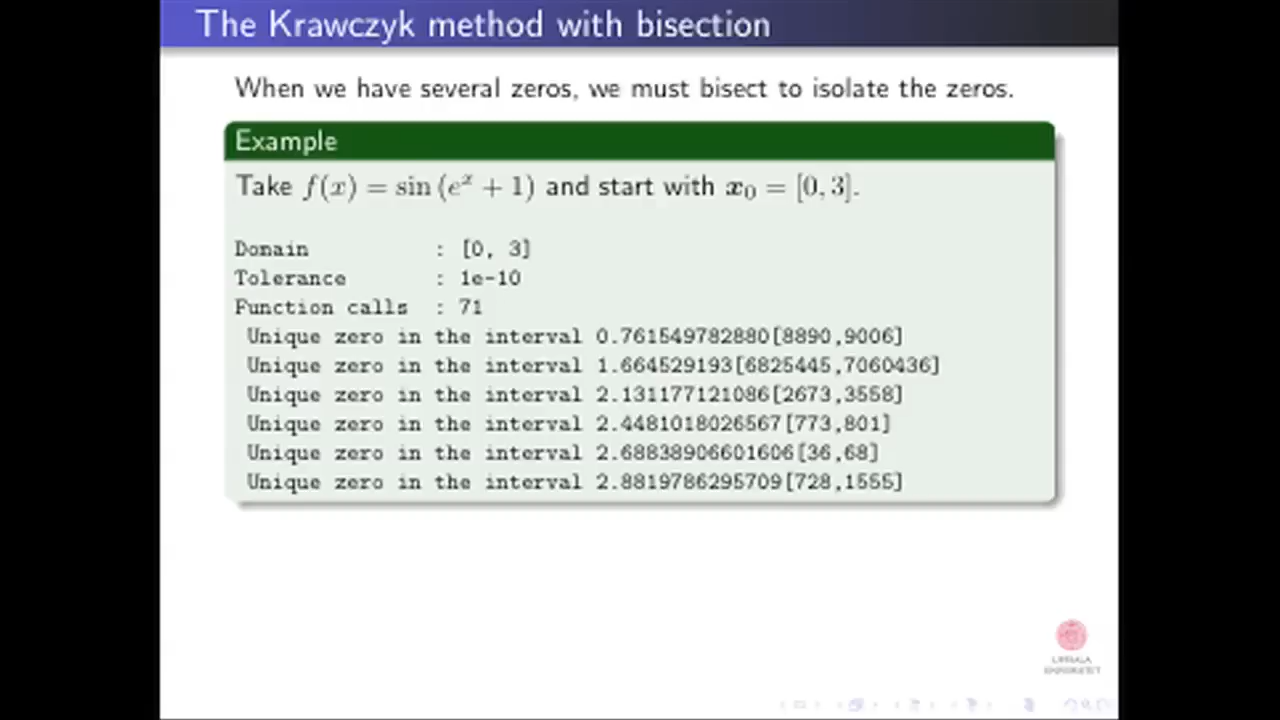 The Krawczyk method with bisection
When we have several zeros, we must bisect to isolate the zeros.
Example
Take f(x) = sin (eˣ + 1) and start with 𝒙₀ = [0, 3].
Domain : [0, 3]
Tolerance : 1e-10
Function calls : 71
Unique zero in the interval 0.761549782880[8890,9006]
Unique zero in the interval 1.664529193[6825445,7060436]
Unique zero in the interval 2.131177121086[2673,3558]
Unique zero in the interval 2.4481018026567[773,801]
Unique zero in the interval 2.68838906601606[36,68]
Unique zero in the interval 2.8819786295709[728,1555]
UPPSALA
UNIVERSITET